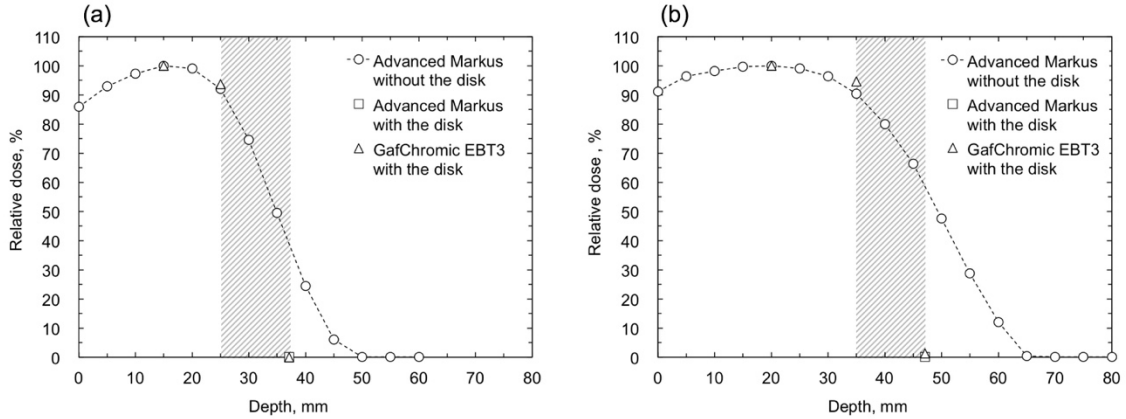 (a)
110
100
90
80
70
60
50
40
30
20
10
0
Relative dose, %
0 10 20 30 40 50 60 70 80
Depth, mm
Advanced Markus
without the disk
Advanced Markus
with the disk
GafChromic EBT3
with the disk
(b)
110
100
90
80
70
60
50
40
30
20
10
0
Relative dose , %
0 10 20 30 40 50 60 70 80
Depth, mm
Advanced Markus
without the disk
Advanced Markus
with the disk
GafChromic EBT3
with the disk